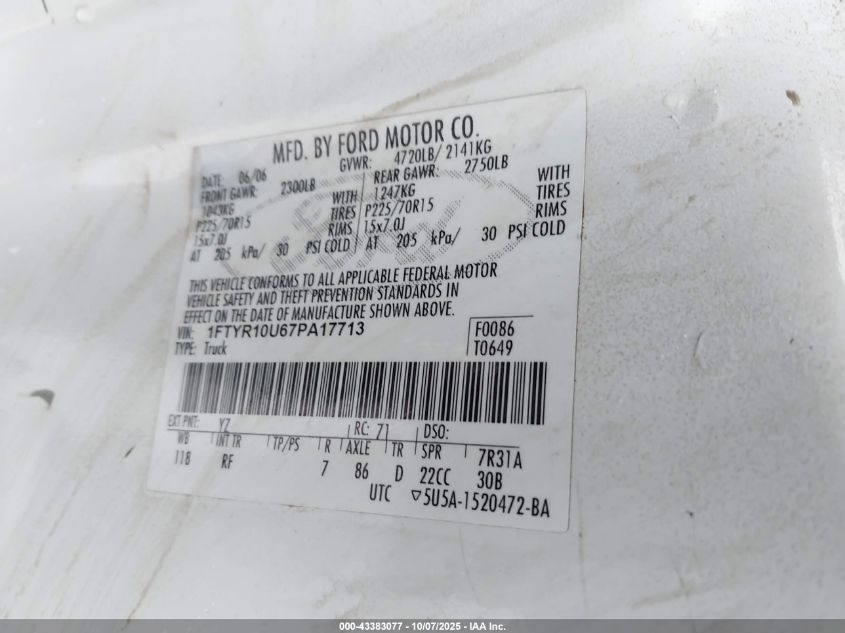 MFD. BY FORD MOTOR CO.
DATE: 06/06 GVWR: 4720LB/ 2141KG
FRONT GAWR: 2300LB REAR GAWR: 2750LB
1043KG WITH 1247KG WITH
P225/70R15 TIRES P225/70R15 TIRES
15x7.0J RIMS 15x7.0J RIMS
AT 205 kPa/ 30 PSI COLD AT 205 kPa/ 30 PSI COLD
THIS VEHICLE CONFORMS TO ALL APPLICABLE FEDERAL MOTOR
VEHICLE SAFETY AND THEFT PREVENTION STANDARDS IN
EFFECT ON THE DATE OF MANUFACTURE SHOWN ABOVE.
VIN: 1FTYR10U67PA17713 F0086
TYPE: Truck T0649
EXT PNT: YZ RC: 71 DSO:
WB INT TR TP/PS R AXLE TR SPR 7R31A
118 RF 7 86 D 22CC 30B
UTC ▽5U5A-1520472-BA
000-43383077 - 10/07/2025 - IAA Inc.